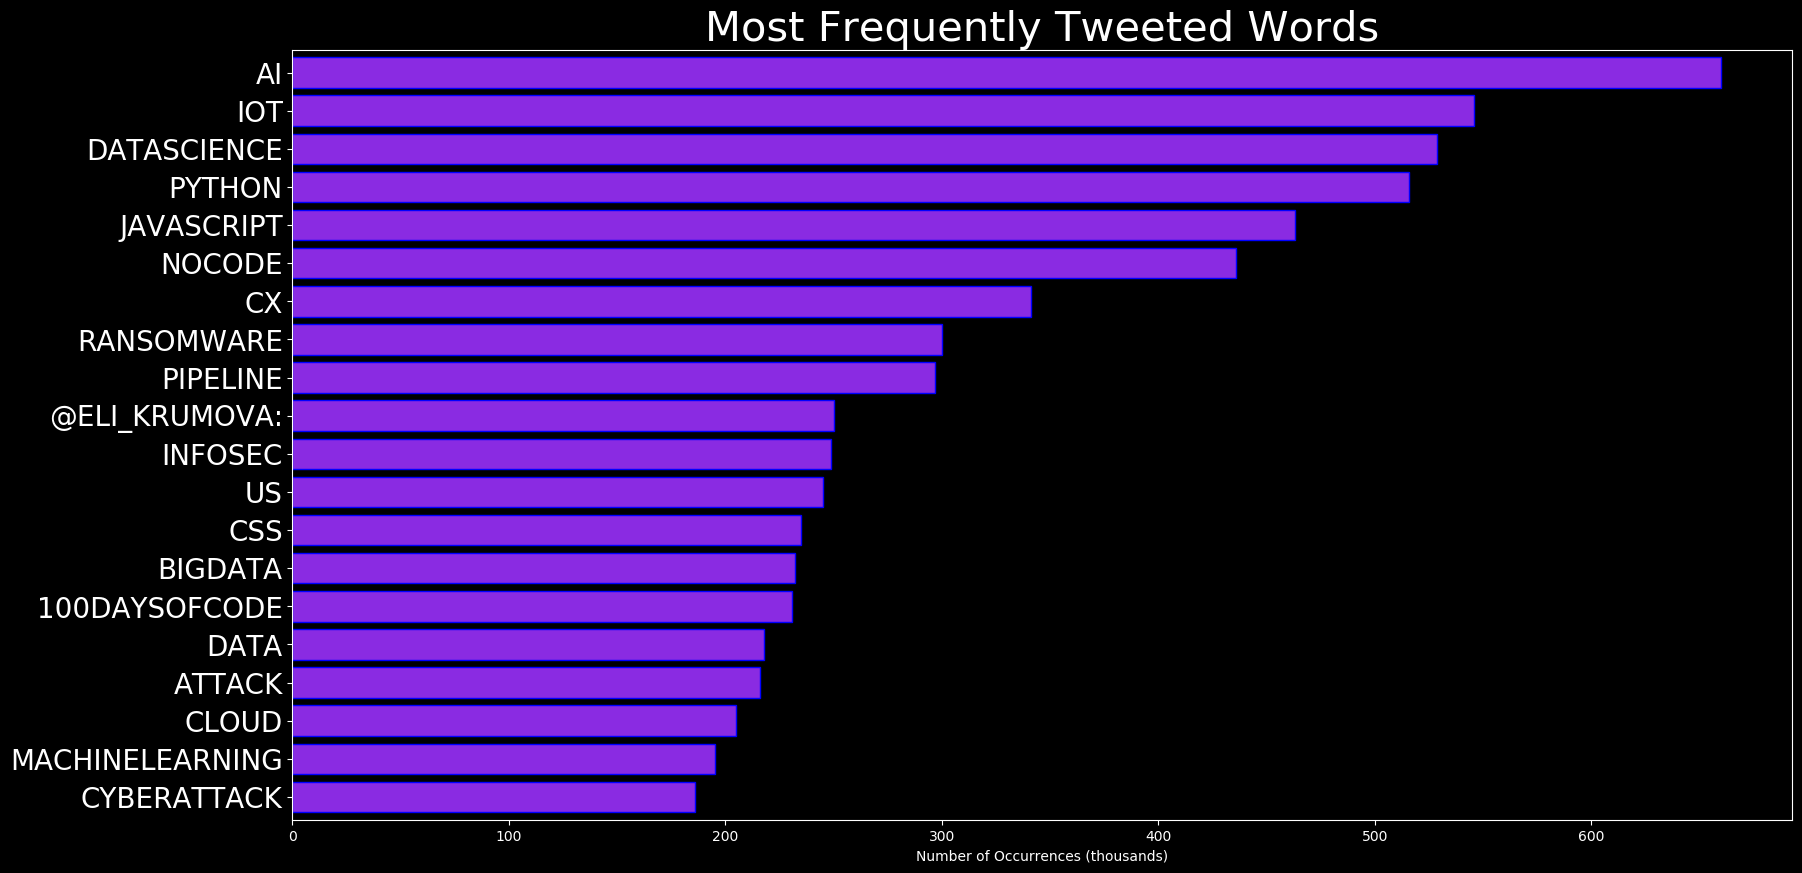 Most Frequently Tweeted Words
AI
IOT
DATASCIENCE
PYTHON
JAVASCRIPT
NOCODE
CX
RANSOMWARE
PIPELINE
@ELI_KRUMOVA:
INFOSEC
US
CSS
BIGDATA
100DAYSOFCODE
DATA
ATTACK
CLOUD
MACHINELEARNING
CYBERATTACK
0 100 200 300 400 500 600
Number of Occurrences (thousands)